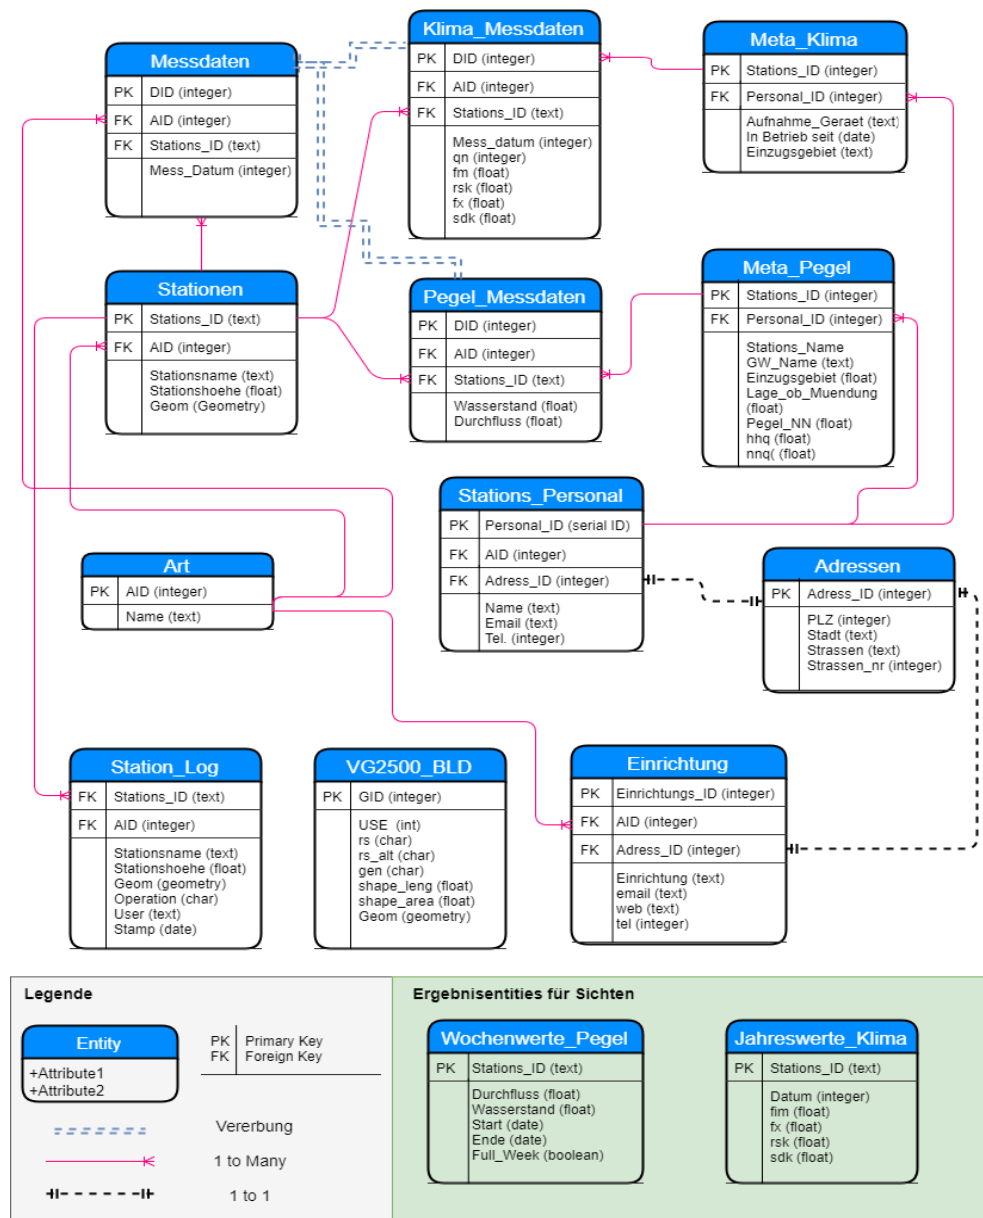 Messdaten
PK DID (integer)
FK AID (integer)
FK Stations_ID (text)
Mess_Datum (integer)
Klima_Messdaten
PK DID (integer)
FK AID (integer)
FK Stations_ID (text)
Mess_datum (integer)
qn (integer)
fm (float)
rsk (float)
fx (float)
sdk (float)
Meta_Klima
PK Stations_ID (integer)
FK Personal_ID (integer)
Aufnahme_Geraet (text)
In Betrieb seit (date)
Einzugsgebiet (text)
Stationen
PK Stations_ID (text)
FK AID (integer)
Stationsname (text)
Stationshoehe (float)
Geom (Geometry)
Pegel_Messdaten
PK DID (integer)
FK AID (integer)
FK Stations_ID (text)
Wasserstand (float)
Durchfluss (float)
Meta_Pegel
PK Stations_ID (integer)
FK Personal_ID (integer)
Stations_Name
GW_Name (text)
Einzugsgebiet (float)
Lage_ob_Muendung
(float)
Pegel_NN (float)
hhq (float)
nnq( (float)
Stations_Personal
PK Personal_ID (serial ID)
FK AID (integer)
FK Adress_ID (integer)
Name (text)
Email (text)
Tel. (integer)
Art
PK AID (integer)
Name (text)
Adressen
PK Adress_ID (integer)
PLZ (integer)
Stadt (text)
Strassen (text)
Strassen_nr (integer)
Station_Log
FK Stations_ID (text)
FK AID (integer)
Stationsname (text)
Stationshoehe (float)
Geom (geometry)
Operation (char)
User (text)
Stamp (date)
VG2500_BLD
PK GID (integer)
USE (int)
rs (char)
rs_alt (char)
gen (char)
shape_leng (float)
shape_area (float)
Geom (geometry)
Einrichtung
PK Einrichtungs_ID (integer)
FK AID (integer)
FK Adress_ID (integer)
Einrichtung (text)
email (text)
web (text)
tel (integer)
Legende
Entity
+Attribute1
+Attribute2
PK Primary Key
FK Foreign Key
Vererbung
1 to Many
1 to 1
Ergebnisentities für Sichten
Wochenwerte_Pegel
PK Stations_ID (text)
Durchfluss (float)
Wasserstand (float)
Start (date)
Ende (date)
Full_Week (boolean)
Jahreswerte_Klima
PK Stations_ID (text)
Datum (integer)
fim (float)
fx (float)
rsk (float)
sdk (float)